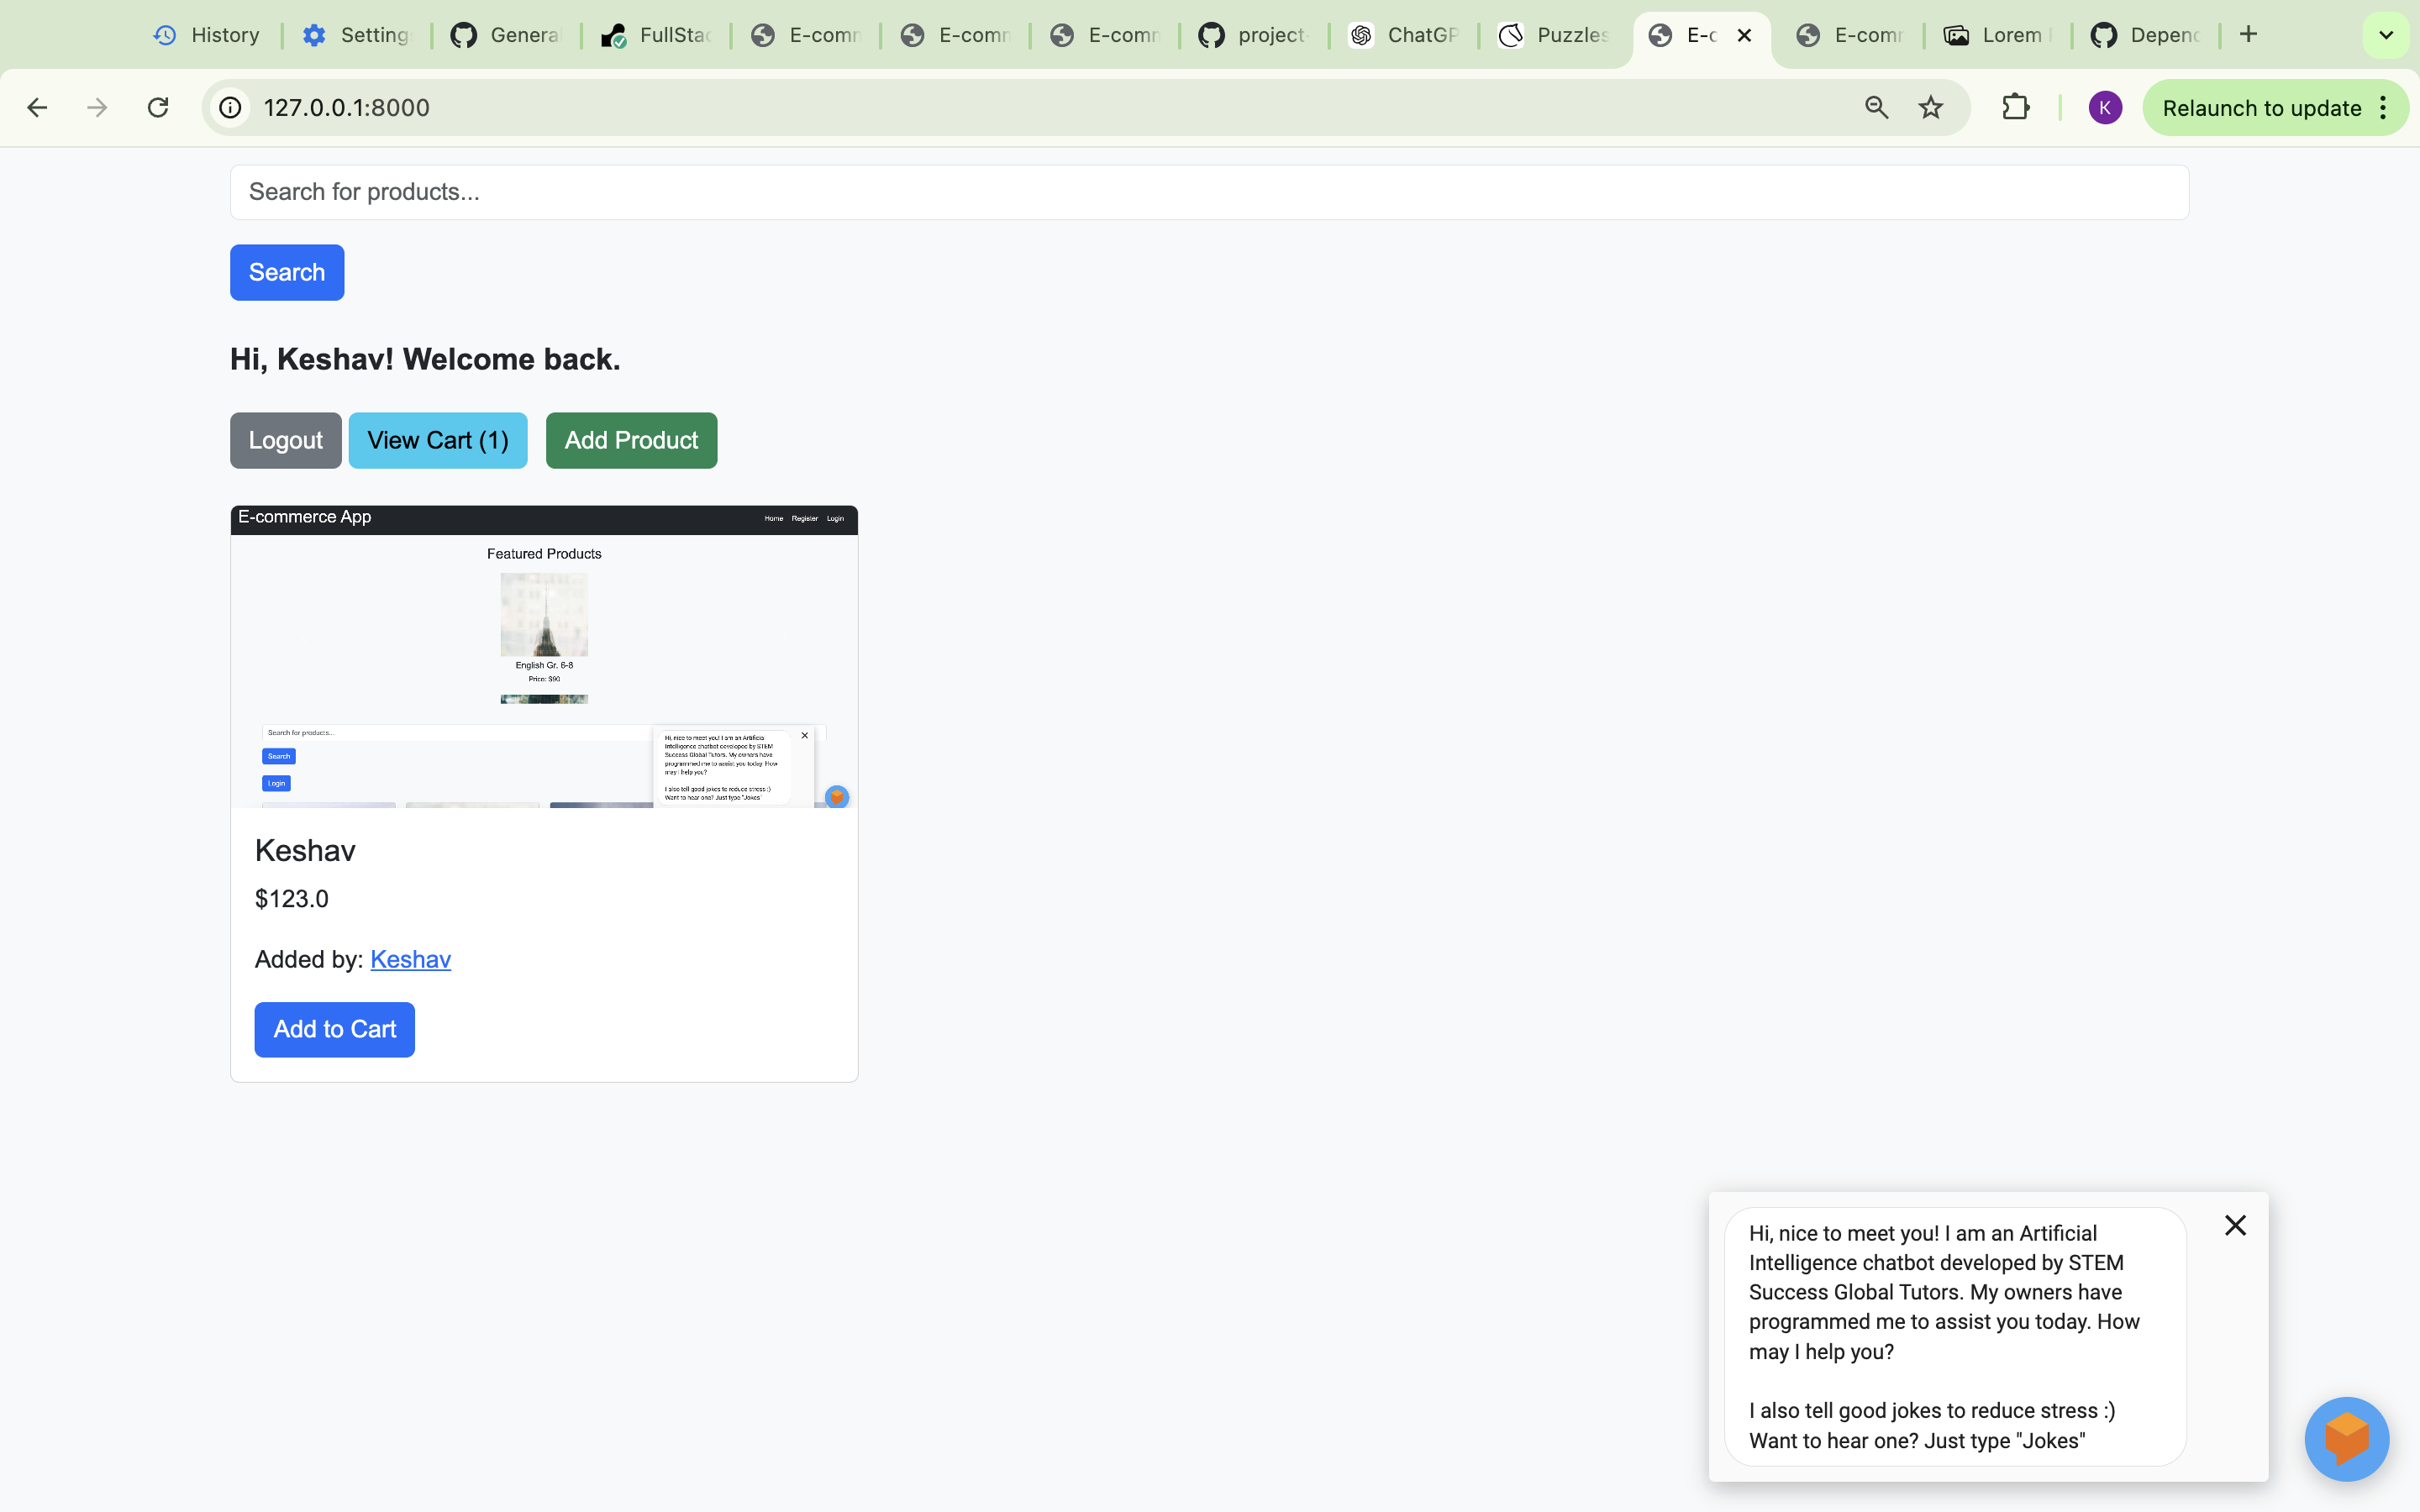 History
Setting
General
FullStac
E-comm
E-comm
E-comm
project-
ChatGP
Puzzles
E-c
E-comm
Lorem
Depend
127.0.0.1:8000
Relaunch to update
K
Search for products...
Search
Hi, Keshav! Welcome back.
Logout
View Cart (1)
Add Product
E-commerce App
Home
Register
Login
Featured Products
English Gr. 6-8
Price: $90
Search for products...
Search
Login
Hi, nice to meet you! I am an Artificial
Intelligence chatbot developed by STEM
Success Global Tutors. My owners have
programmed me to assist you today. How
may I help you?
I also tell good jokes to reduce stress :)
Want to hear one? Just type "Jokes"
Keshav
$123.0
Added by: Keshav
Add to Cart
Hi, nice to meet you! I am an Artificial
Intelligence chatbot developed by STEM
Success Global Tutors. My owners have
programmed me to assist you today. How
may I help you?
I also tell good jokes to reduce stress :)
Want to hear one? Just type "Jokes"